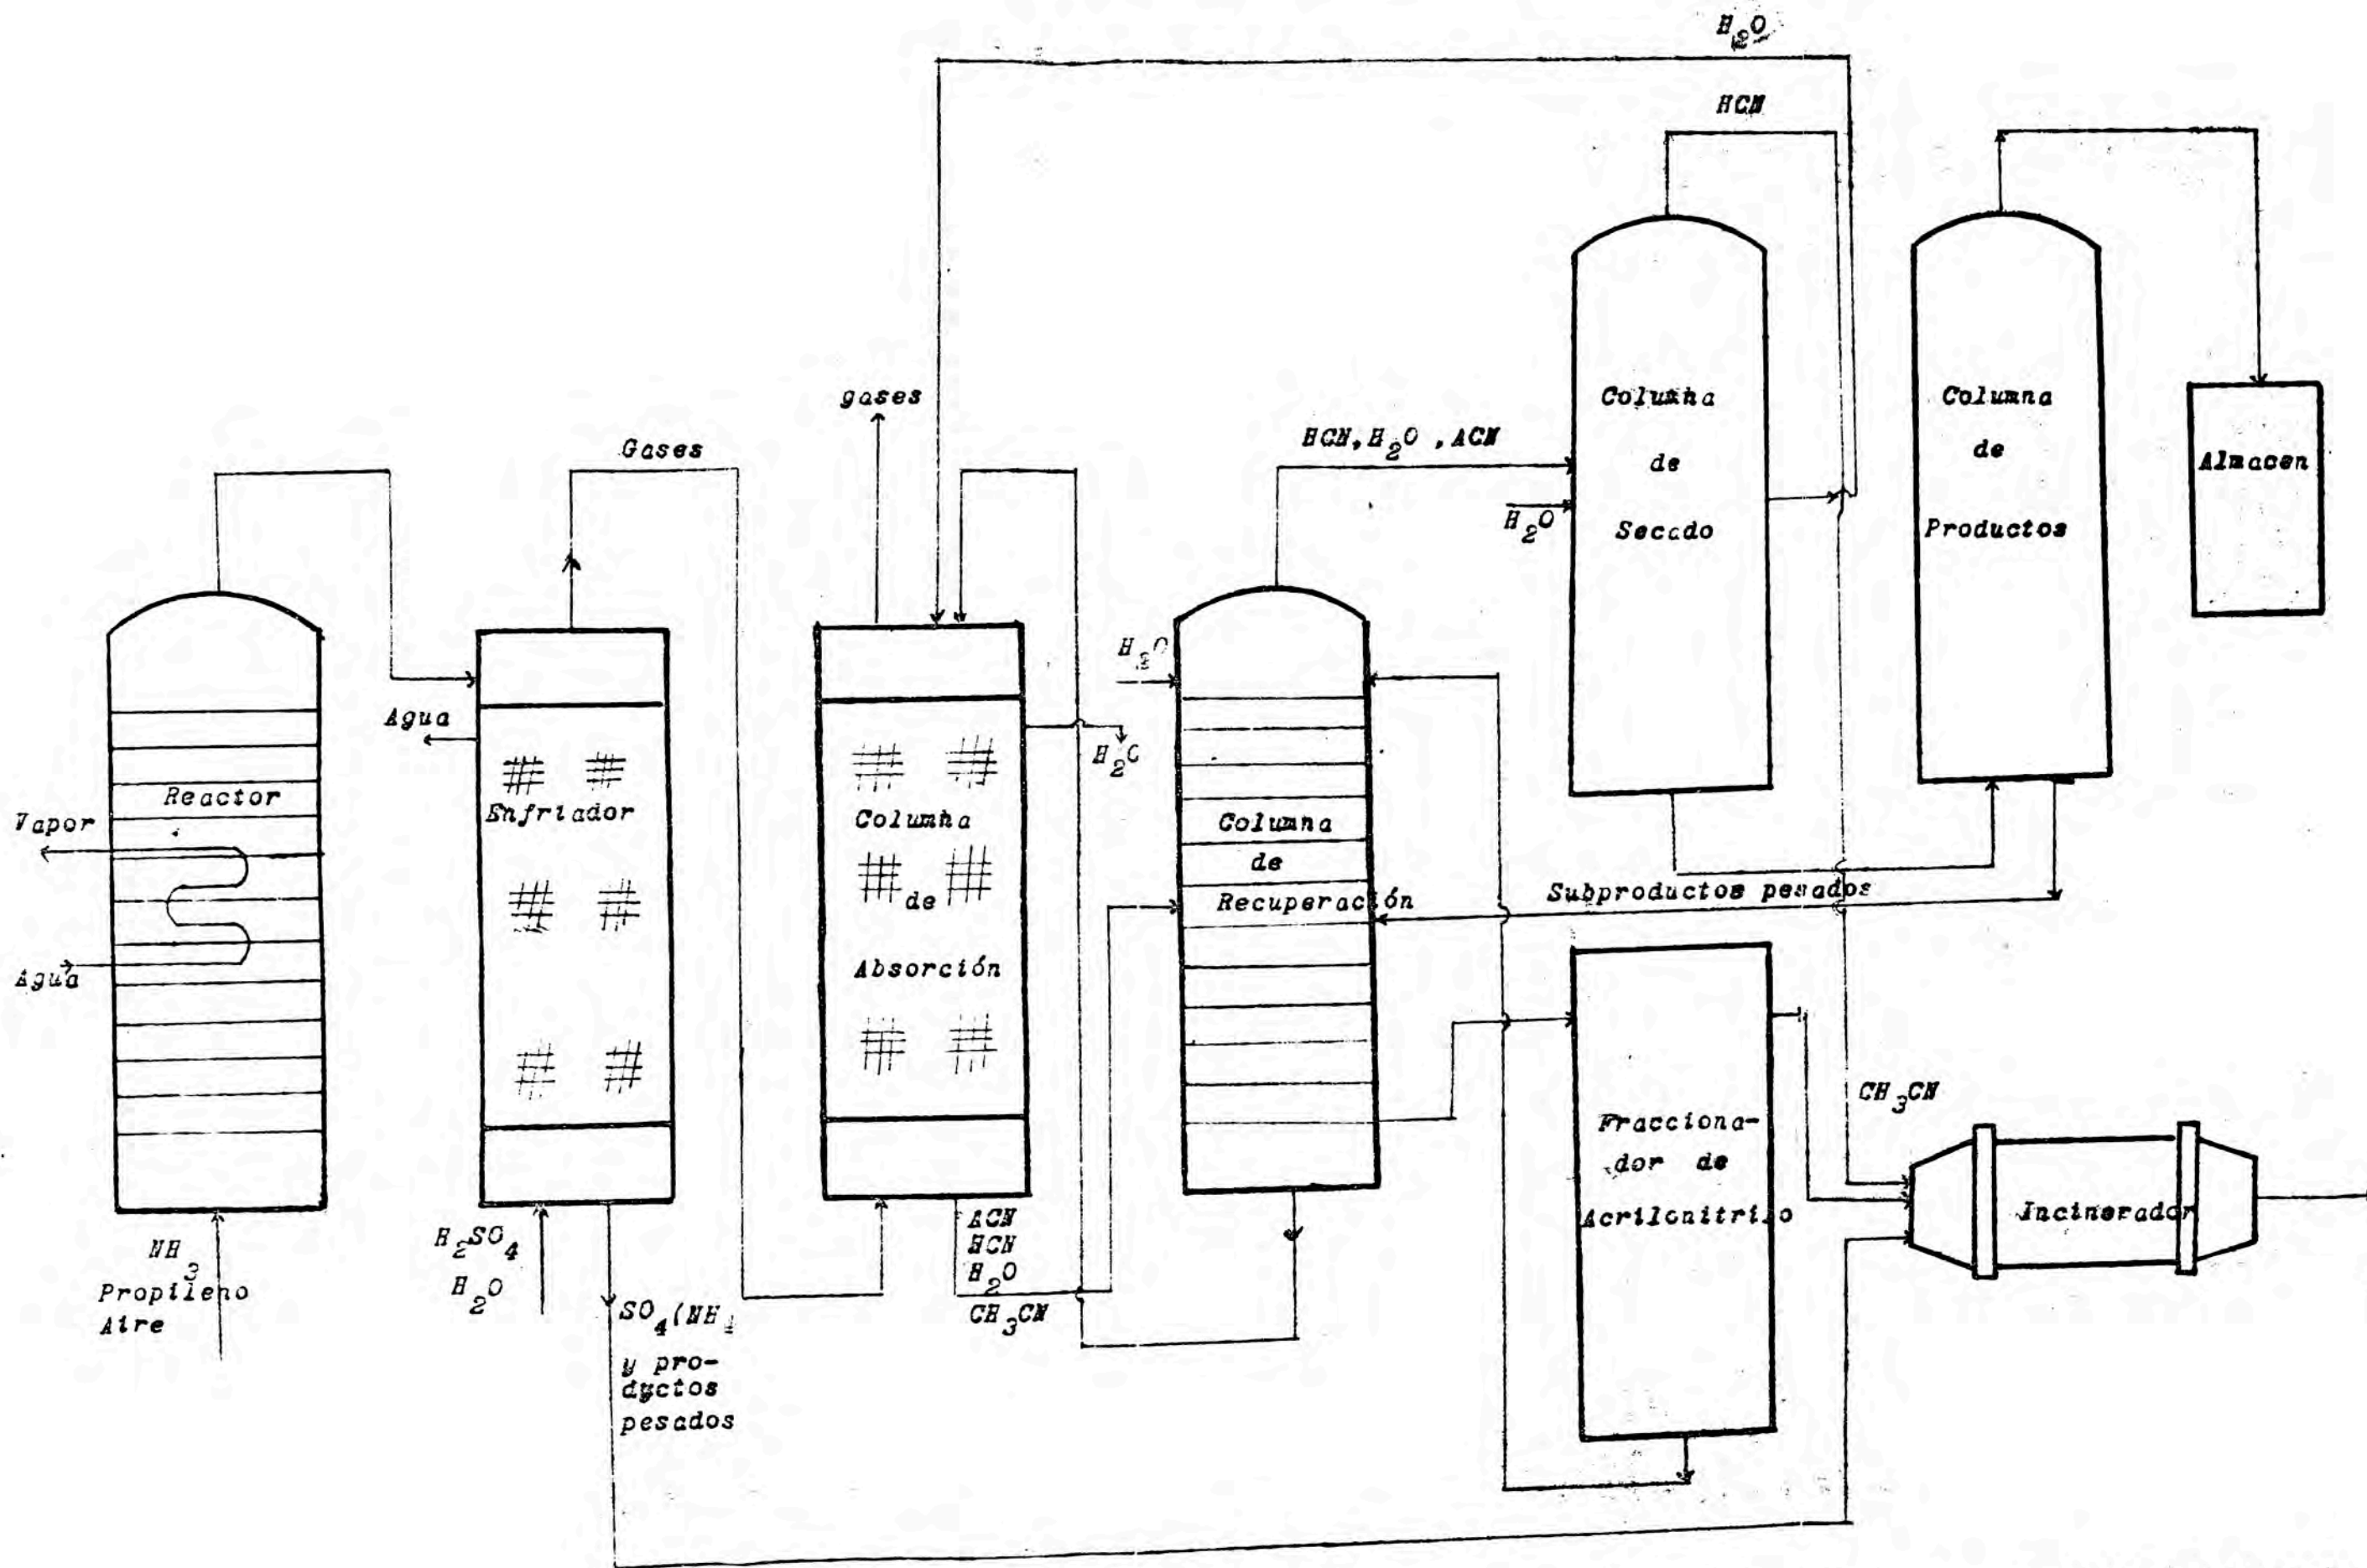 H2O
HCN
gases
Gases
HCN, H2O , ACN
H2O
Columna
de
Secado
Columna
de
Productos
Almacen
H2O
Agua
H2O
Reactor
Vapor
Agua
Enfriador
Columna
de
Absorción
Columna
de
Recuperación
Subproductos pesados
NH3
Propileno
Aire
H2SO4
H2O
SO4(NH4
y pro-
dyctos
pesados
ACN
HCN
H2O
CH3CN
Fracciona-
dor de
Acrilonitrilo
CH3CN
Incinerador